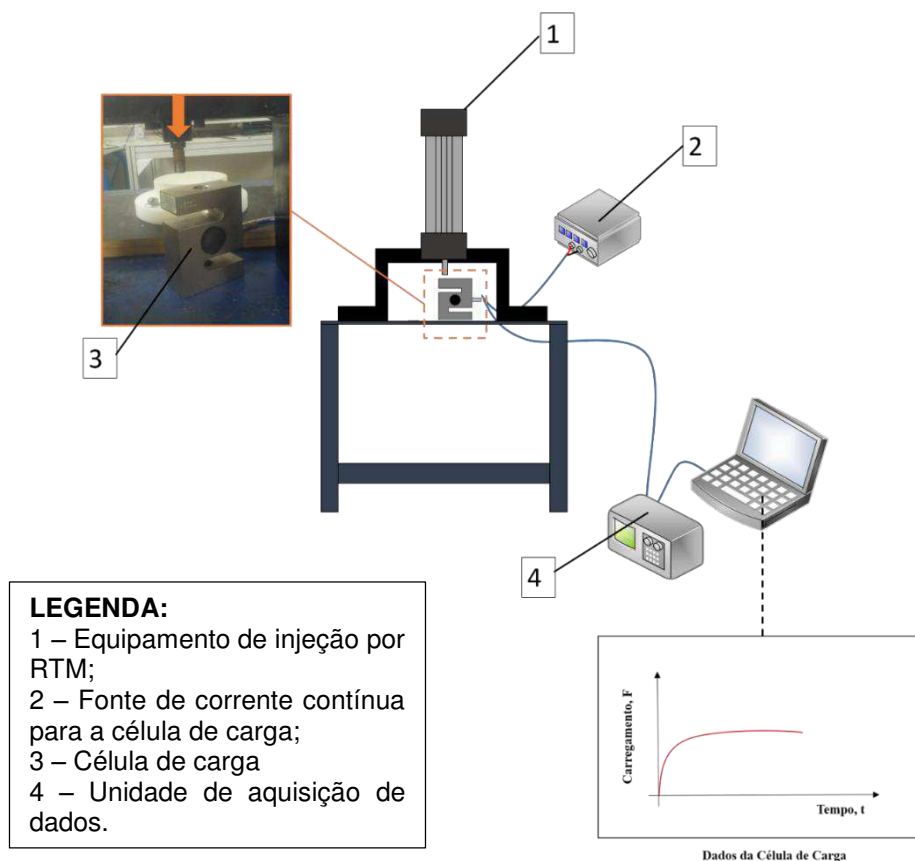 1
2
3
4
LEGENDA:
1 – Equipamento de injeção por
RTM;
2 – Fonte de corrente contínua
para a célula de carga;
3 – Célula de carga
4 – Unidade de aquisição de
dados.
Carregamento, F
Tempo, t
Dados da Célula de Carga